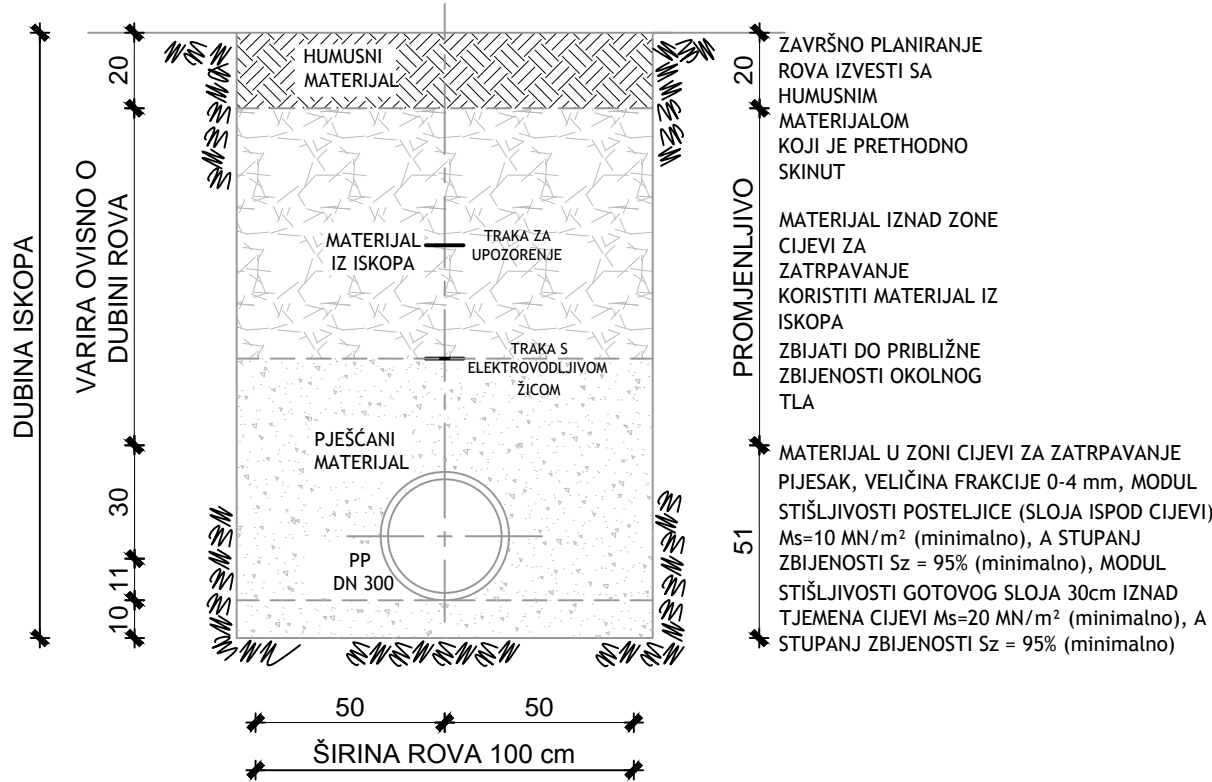 DUBINA ISKOPA
20
VARIRA OVISNO O
DUBINI ROVA
30
11
10
HUMUSNI
MATERIJAL
MATERIJAL
IZ ISKOPA
TRAKA ZA
UPOZORENJE
TRAKA S
ELEKTROVODLJIVOM
ŽICOM
PJEŠČANI
MATERIJAL
PP
DN 300
50
50
ŠIRINA ROVA 100 cm
20
PROMJENLJIVO
51
ZAVRŠNO PLANIRANJE
ROVA IZVESTI SA
HUMUSNIM
MATERIJALOM
KOJI JE PRETHODNO
SKINUT
MATERIJAL IZNAD ZONE
CIJEVI ZA
ZATRPAVANJE
KORISTITI MATERIJAL IZ
ISKOPA
ZBIJATI DO PRIBLIŽNE
ZBIJENOSTI OKOLNOG
TLA
MATERIJAL U ZONI CIJEVI ZA ZATRPAVANJE
PIJESAK, VELIČINA FRAKCIJE 0-4 mm, MODUL
STIŠLJIVOSTI POSTELJICE (SLOJA ISPOD CIJEVI)
Ms=10 MN/m² (minimalno), A STUPANJ
ZBIJENOSTI Sz = 95% (minimalno), MODUL
STIŠLJIVOSTI GOTOVOG SLOJA 30cm IZNAD
TJEMENA CIJEVI Ms=20 MN/m² (minimalno), A
STUPANJ ZBIJENOSTI Sz = 95% (minimalno)